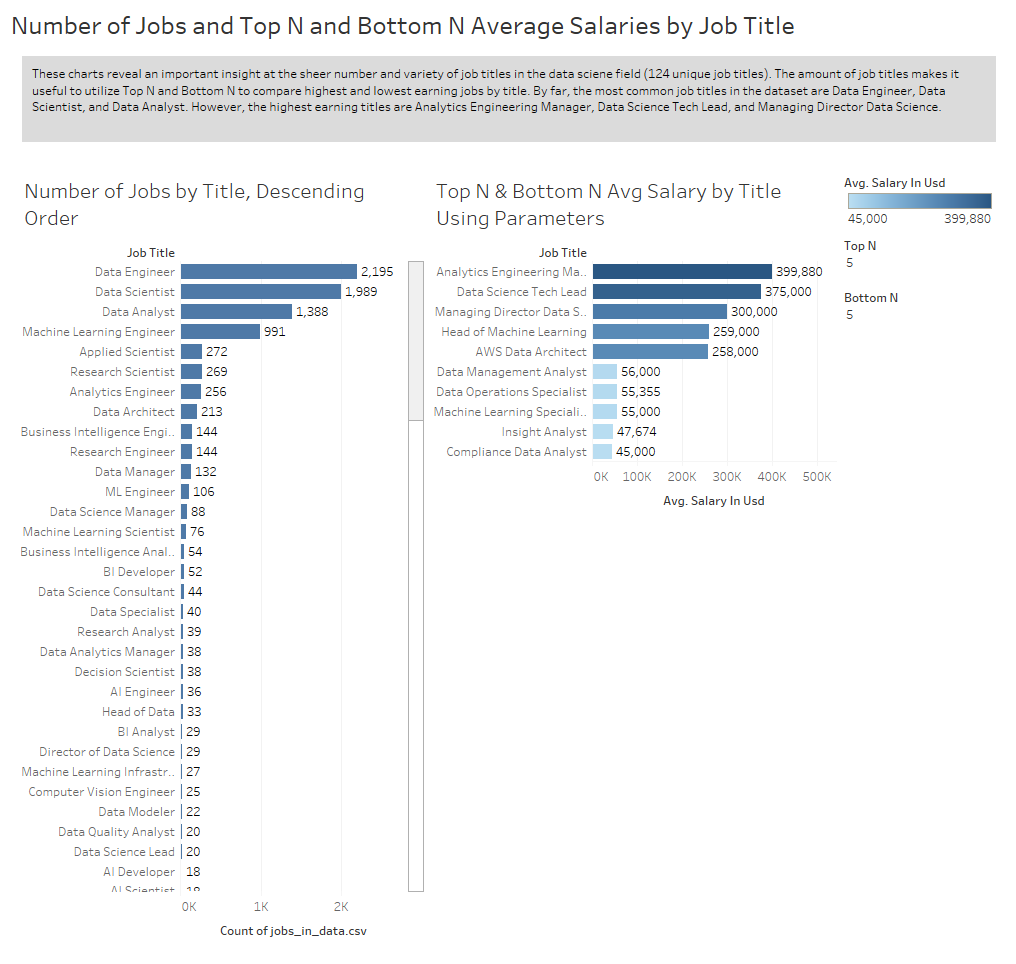 Number of Jobs and Top N and Bottom N Average Salaries by Job Title
These charts reveal an important insight at the sheer number and variety of job titles in the data sciene field (124 unique job titles). The amount of job titles makes it
useful to utilize Top N and Bottom N to compare highest and lowest earning jobs by title. By far, the most common job titles in the dataset are Data Engineer, Data
Scientist, and Data Analyst. However, the highest earning titles are Analytics Engineering Manager, Data Science Tech Lead, and Managing Director Data Science.
Number of Jobs by Title, Descending
Order
Job Title
Data Engineer 2,195
Data Scientist 1,989
Data Analyst 1,388
Machine Learning Engineer 991
Applied Scientist 272
Research Scientist 269
Analytics Engineer 256
Data Architect 213
Business Intelligence Engi.. 144
Research Engineer 144
Data Manager 132
ML Engineer 106
Data Science Manager 88
Machine Learning Scientist 76
Business Intelligence Anal.. 54
BI Developer 52
Data Science Consultant 44
Data Specialist 40
Research Analyst 39
Data Analytics Manager 38
Decision Scientist 38
AI Engineer 36
Head of Data 33
BI Analyst 29
Director of Data Science 29
Machine Learning Infrastr.. 27
Computer Vision Engineer 25
Data Modeler 22
Data Quality Analyst 20
Data Science Lead 20
AI Developer 18
AI Scientist
0K 1K 2K
Count of jobs_in_data.csv
Top N & Bottom N Avg Salary by Title
Using Parameters
Job Title
Analytics Engineering Ma.. 399,880
Data Science Tech Lead 375,000
Managing Director Data S.. 300,000
Head of Machine Learning 259,000
AWS Data Architect 258,000
Data Management Analyst 56,000
Data Operations Specialist 55,355
Machine Learning Speciali.. 55,000
Insight Analyst 47,674
Compliance Data Analyst 45,000
0K 100K 200K 300K 400K 500K
Avg. Salary In Usd
Avg. Salary In Usd
45,000 399,880
Top N
5
Bottom N
5